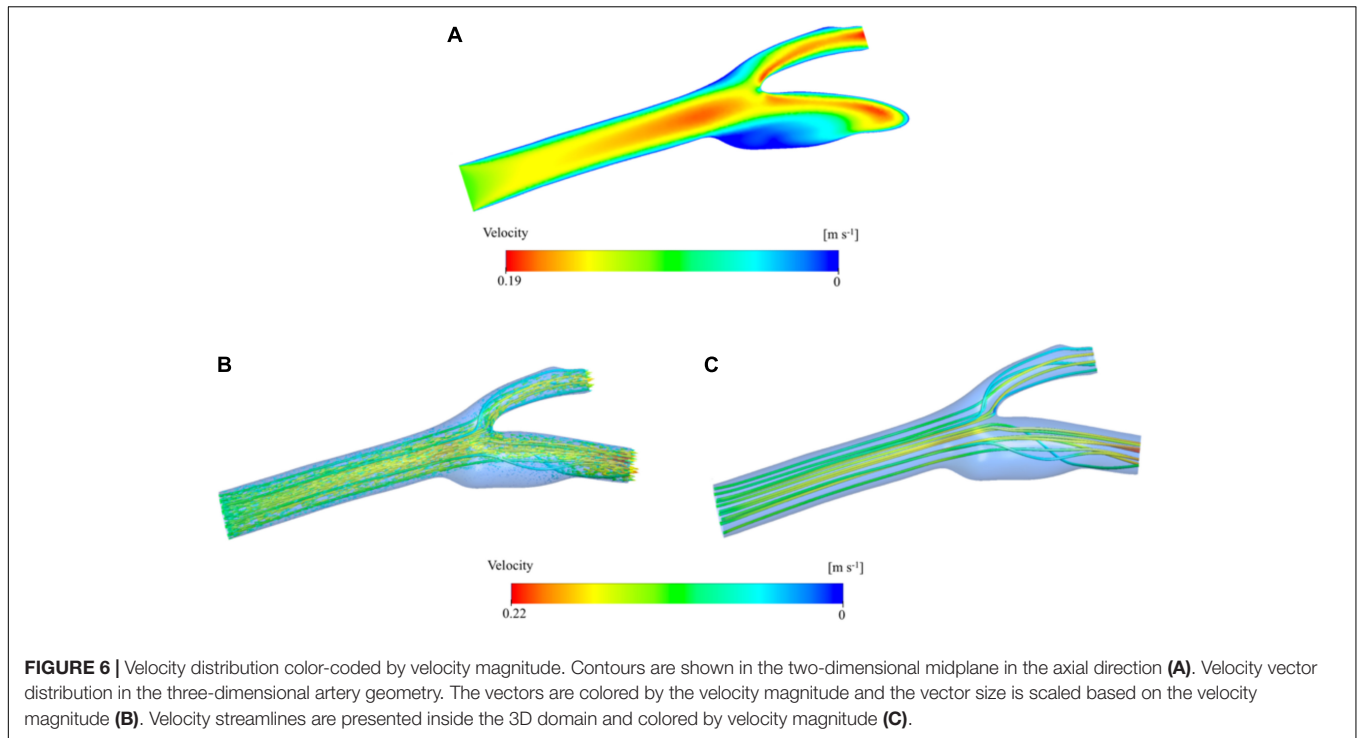 A
Velocity [m s⁻¹]
0.19 0
B C
Velocity [m s⁻¹]
0.22 0
FIGURE 6 | Velocity distribution color-coded by velocity magnitude. Contours are shown in the two-dimensional midplane in the axial direction (A). Velocity vector
distribution in the three-dimensional artery geometry. The vectors are colored by the velocity magnitude and the vector size is scaled based on the velocity
magnitude (B). Velocity streamlines are presented inside the 3D domain and colored by velocity magnitude (C).